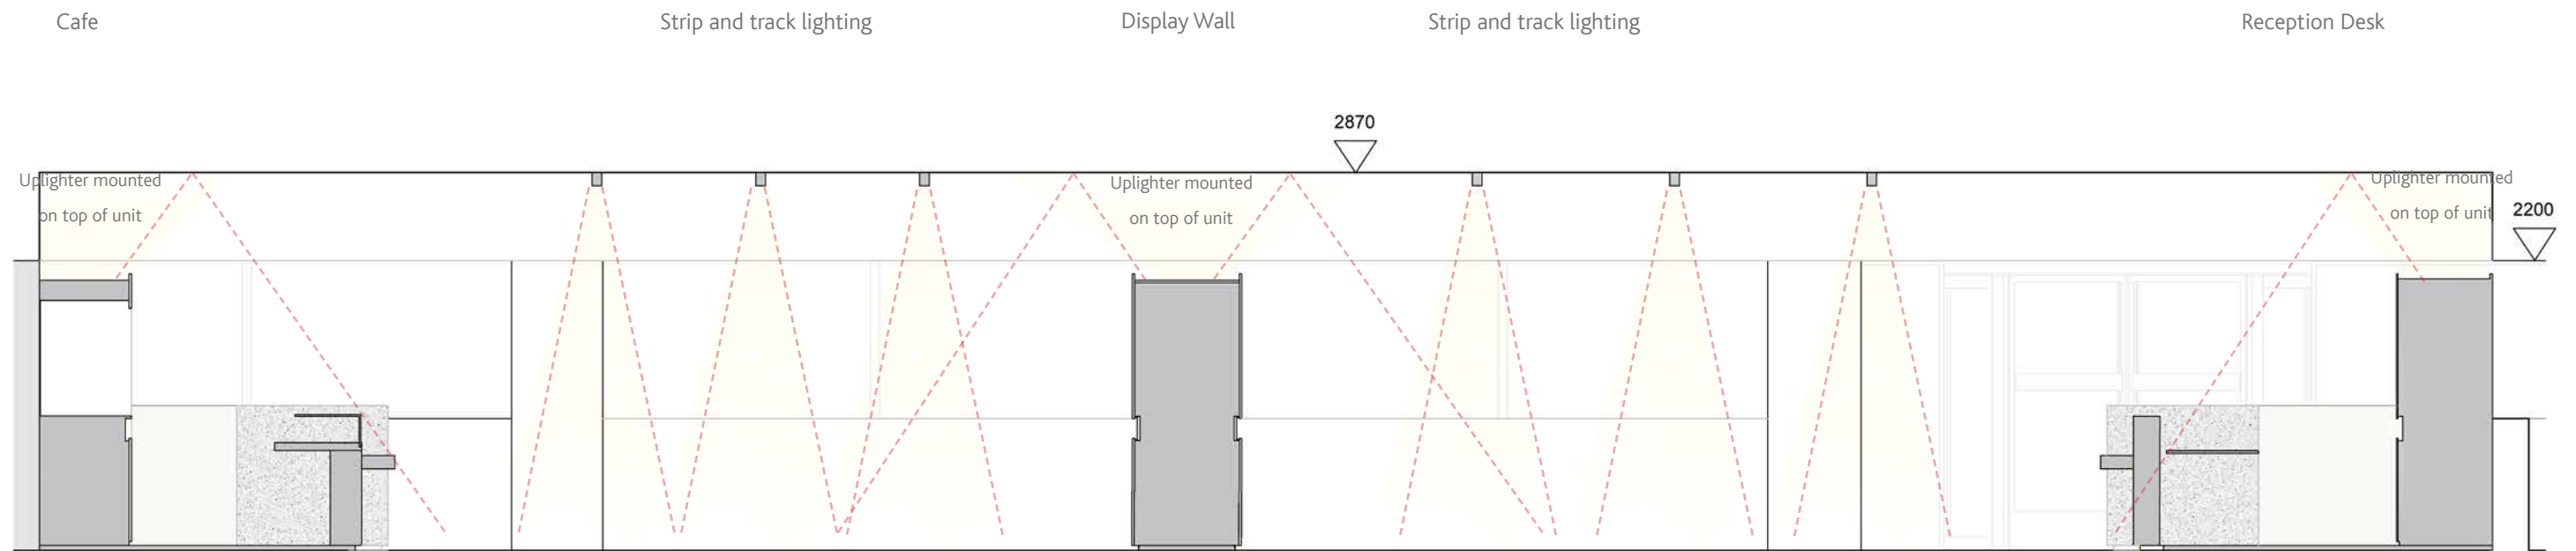 Cafe
Strip and track lighting
Display Wall
Strip and track lighting
Reception Desk
2870
Uplighter mounted
on top of unit
Uplighter mounted
on top of unit
Uplighter mounted
on top of unit
2200